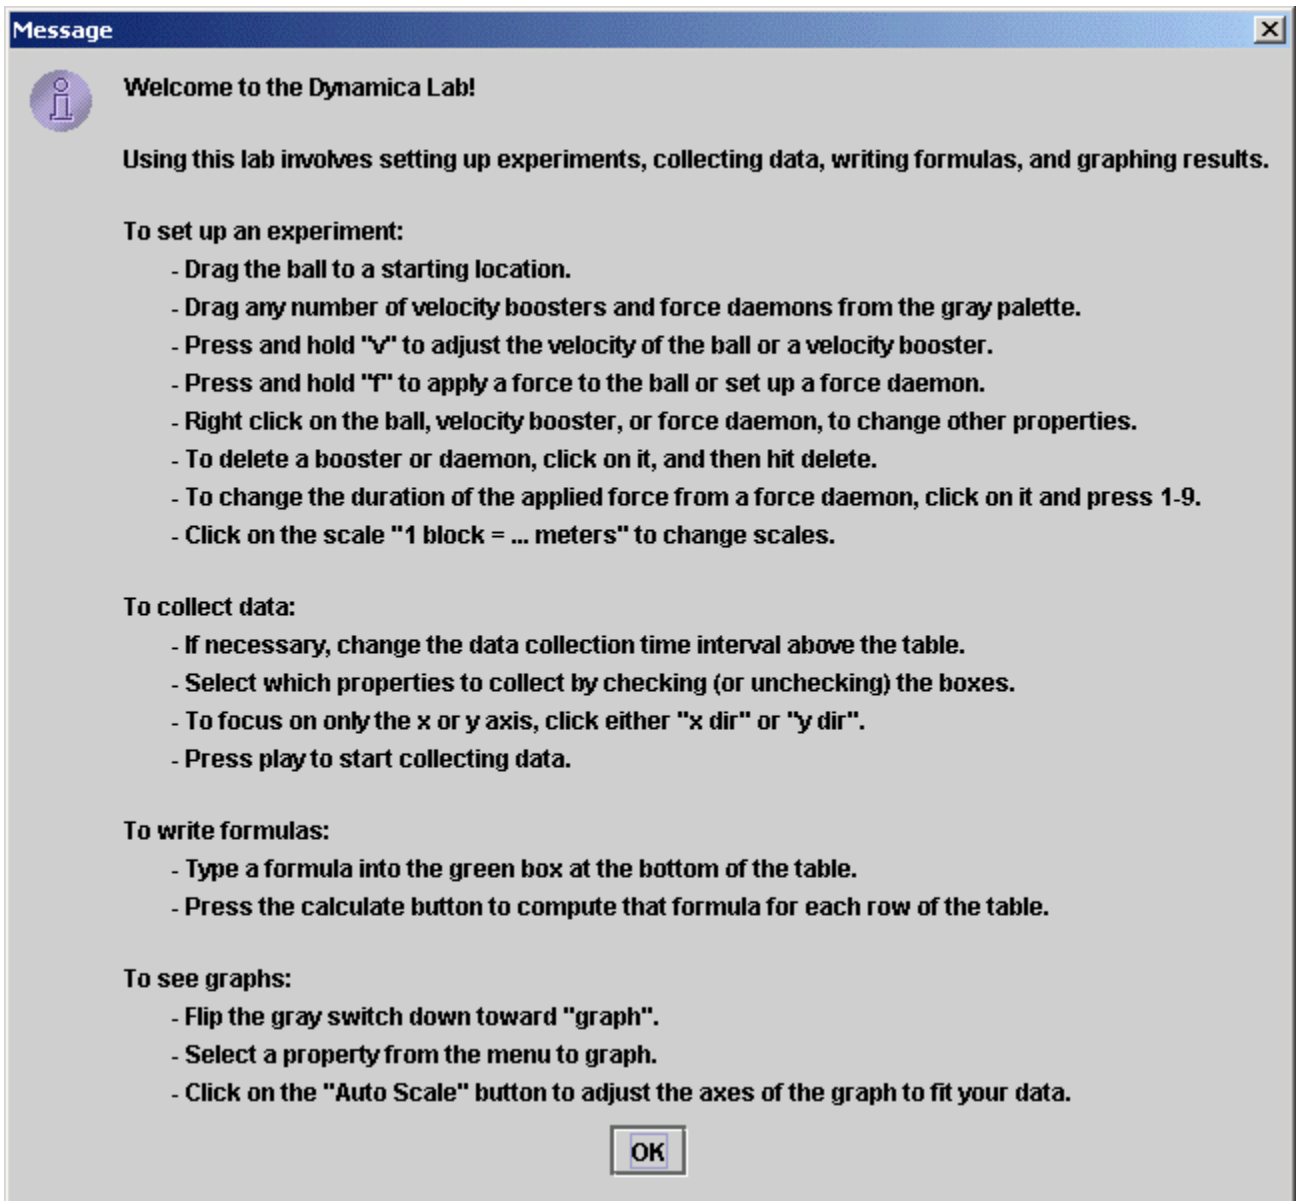 Message
Welcome to the Dynamica Lab!
Using this lab involves setting up experiments, collecting data, writing formulas, and graphing results.
To set up an experiment:
- Drag the ball to a starting location.
- Drag any number of velocity boosters and force daemons from the gray palette.
- Press and hold "v" to adjust the velocity of the ball or a velocity booster.
- Press and hold "f" to apply a force to the ball or set up a force daemon.
- Right click on the ball, velocity booster, or force daemon, to change other properties.
- To delete a booster or daemon, click on it, and then hit delete.
- To change the duration of the applied force from a force daemon, click on it and press 1-9.
- Click on the scale "1 block = ... meters" to change scales.
To collect data:
- If necessary, change the data collection time interval above the table.
- Select which properties to collect by checking (or unchecking) the boxes.
- To focus on only the x or y axis, click either "x dir" or "y dir".
- Press play to start collecting data.
To write formulas:
- Type a formula into the green box at the bottom of the table.
- Press the calculate button to compute that formula for each row of the table.
To see graphs:
- Flip the gray switch down toward "graph".
- Select a property from the menu to graph.
- Click on the "Auto Scale" button to adjust the axes of the graph to fit your data.
OK